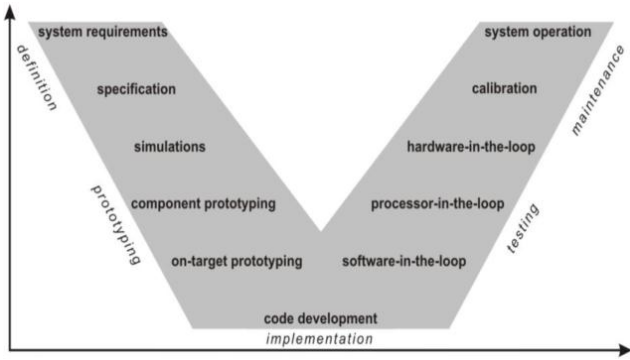 system requirements
system operation
definition
specification
calibration
maintenance
simulations
hardware-in-the-loop
prototyping
component prototyping
processor-in-the-loop
testing
on-target prototyping
software-in-the-loop
code development
implementation